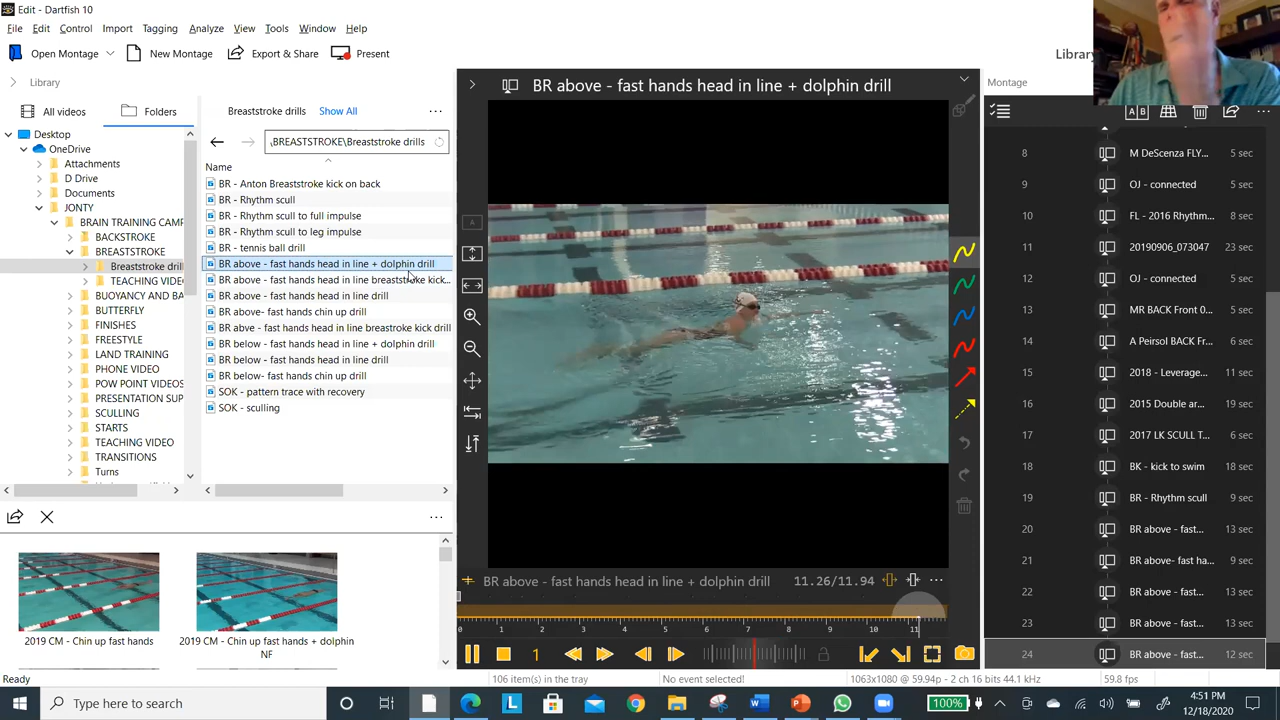 Edit - Dartfish 10
File Edit Control Import Tagging Analyze View Tools Window Help
Open Montage New Montage Export & Share Present
Library
Library
Montage
All videos Folders
Breaststroke drills Show All
\BREASTSTROKE\Breaststroke drills
Name
Desktop
OneDrive
Attachments
D Drive
Documents
JONTY
BRAIN TRAINING CAMP
BACKSTROKE
BREASTSTROKE
Breaststroke drill
TEACHING VIDE
BUOYANCY AND BA
BUTTERFLY
FINISHES
FREESTYLE
LAND TRAINING
PHONE VIDEO
POW POINT VIDEOS
PRESENTATION SUP
SCULLING
STARTS
TEACHING VIDEO
TRANSITIONS
Turns
BR - Anton Breaststroke kick on back
BR - Rhythm scull
BR - Rhythm scull to full impulse
BR - Rhythm scull to leg impulse
BR - tennis ball drill
BR above - fast hands head in line + dolphin drill
BR above - fast hands head in line breaststroke kick...
BR above - fast hands head in line drill
BR above- fast hands chin up drill
BR abve - fast hands head in line breastroke kick drill
BR below - fast hands head in line + dolphin drill
BR below - fast hands head in line drill
BR below- fast hands chin up drill
SOK - pattern trace with recovery
SOK - sculling
2019 CM - Chin up fast hands
2019 CM - Chin up fast hands + dolphin NF
BR above - fast hands head in line + dolphin drill
A
BR above - fast hands head in line + dolphin drill 11.26/11.94
0 1 2 3 4 5 6 7 8 9 10 11
1
A B
8 M DeScenza FLY... 5 sec
9 OJ - connected 5 sec
10 FL - 2016 Rhythm... 5 sec
11 20190906_073047 23 sec
12 OJ - connected 5 sec
13 MR BACK Front 0... 5 sec
14 A Peirsol BACK Fr... 5 sec
15 2018 - Leverage... 11 sec
16 2015 Double ar... 19 sec
17 2017 LK SCULL T... 6 sec
18 BK - kick to swim 18 sec
19 BR - Rhythm scull 9 sec
20 BR above - fast... 13 sec
21 BR above- fast ha... 9 sec
22 BR above - fast... 13 sec
23 BR above - fast... 13 sec
24 BR above - fast... 12 sec
Ready 106 item(s) in the tray No event selected! 1063x1080 @ 59.94p - 2 ch 16 bits 44.1 kHz 59.8 fps
Type here to search
100%
4:51 PM
12/18/2020